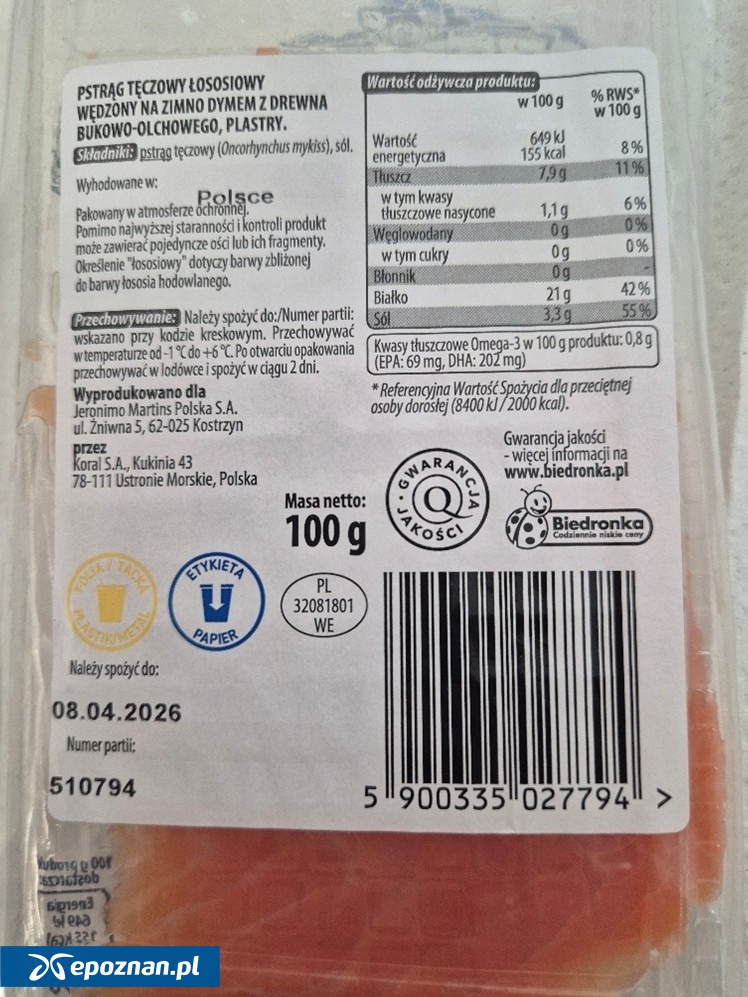 PSTRĄG TĘCZOWY ŁOSOSIOWY
WĘDZONY NA ZIMNO DYMEM Z DREWNA
BUKOWO-OLCHOWEGO, PLASTRY.
Składniki: pstrąg tęczowy (Oncorhynchus mykiss), sól.
Wyhodowane w:
Polsce
Pakowany w atmosferze ochronnej.
Pomimo najwyższej staranności i kontroli produkt
może zawierać pojedyncze ości lub ich fragmenty.
Określenie "łososiowy" dotyczy barwy zbliżonej
do barwy łososia hodowlanego.
Przechowywanie: Należy spożyć do:/Numer partii:
wskazano przy kodzie kreskowym. Przechowywać
w temperaturze od -1 °C do +6 °C. Po otwarciu opakowania
przechowywać w lodówce i spożyć w ciągu 2 dni.
Wyprodukowano dla
Jeronimo Martins Polska S.A.
ul. Żniwna 5, 62-025 Kostrzyn
przez
Koral S.A., Kukinia 43
78-111 Ustronie Morskie, Polska
Wartość odżywcza produktu:
w 100 g % RWS* w 100 g
Wartość energetyczna 649 kJ 155 kcal 8 %
Tłuszcz 7,9 g 11 %
w tym kwasy tłuszczowe nasycone 1,1 g 6 %
Węglowodany 0 g 0 %
w tym cukry 0 g 0 %
Błonnik 0 g -
Białko 21 g 42 %
Sól 3,3 g 55 %
Kwasy tłuszczowe Omega-3 w 100 g produktu: 0,8 g
(EPA: 69 mg, DHA: 202 mg)
* Referencyjna Wartość Spożycia dla przeciętnej
osoby dorosłej (8400 kJ / 2000 kcal).
GWARANCJA JAKOŚCI
Q
Gwarancja jakości
- więcej informacji na
www.biedronka.pl
Biedronka
Codziennie niskie ceny
Masa netto:
100 g
FOLIA / TACKA
PLASTIK/METAL
ETYKIETA
PAPIER
PL
32081801
WE
Należy spożyć do:
08.04.2026
Numer partii:
510794
5 900335 027794 >
100 g produk
dostarcza:
Energia
649 kJ
(155 kcal)
epoznan.pl